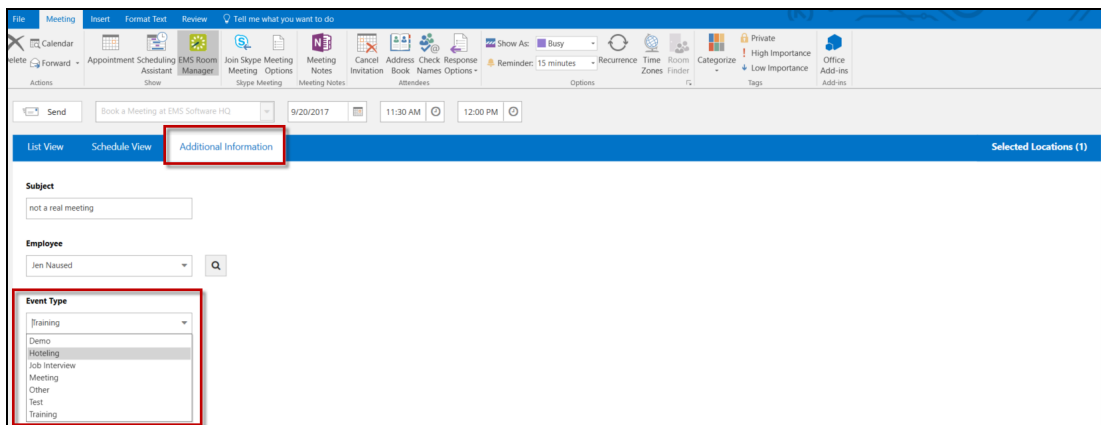 File Meeting Insert Format Text Review Tell me what you want to do
elete
Calendar
Forward
Actions
Appointment Scheduling Assistant EMS Room Manager
Show
Join Skype Meeting Meeting Options
Skype Meeting
Meeting Notes
Meeting Notes
Cancel Invitation Address Book Check Names Response Options
Attendees
Show As: Busy
Reminder: 15 minutes
Recurrence Time Zones Room Finder
Options
Categorize
Private
High Importance
Low Importance
Tags
Office Add-ins
Add-ins
Send Book a Meeting at EMS Software HQ 9/20/2017 11:30 AM 12:00 PM
List View Schedule View Additional Information Selected Locations (1)
Subject
not a real meeting
Employee
Jen Naused
Event Type
Training
Demo
Hoteling
Job Interview
Meeting
Other
Test
Training